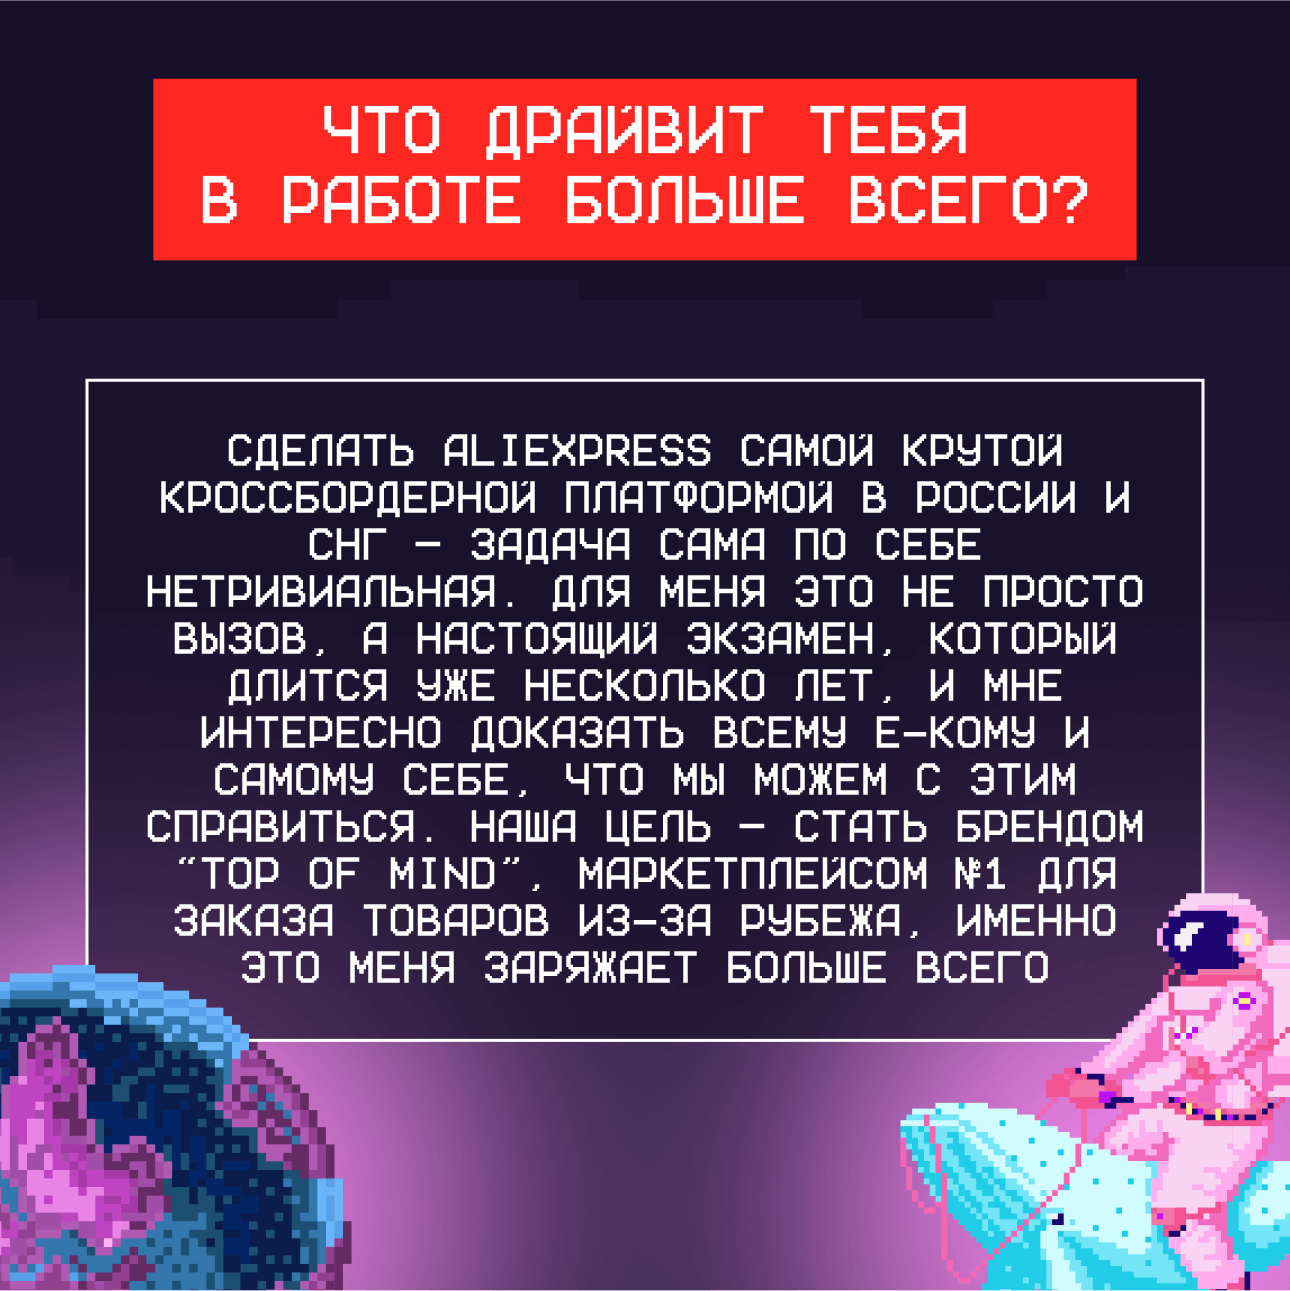 ЧТО ДРАЙВИТ ТЕБЯ
В РАБОТЕ БОЛЬШЕ ВСЕГО?
СДЕЛАТЬ ALIEXPRESS САМОЙ КРУТОЙ
КРОССБОРДЕРНОЙ ПЛАТФОРМОЙ В РОССИИ И
СНГ — ЗАДАЧА САМА ПО СЕБЕ
НЕТРИВИАЛЬНАЯ. ДЛЯ МЕНЯ ЭТО НЕ ПРОСТО
ВЫЗОВ, А НАСТОЯЩИЙ ЭКЗАМЕН, КОТОРЫЙ
ДЛИТСЯ УЖЕ НЕСКОЛЬКО ЛЕТ, И МНЕ
ИНТЕРЕСНО ДОКАЗАТЬ ВСЕМУ Е-КОМУ И
САМОМУ СЕБЕ, ЧТО МЫ МОЖЕМ С ЭТИМ
СПРАВИТЬСЯ. НАША ЦЕЛЬ — СТАТЬ БРЕНДОМ
“TOP OF MIND”, МАРКЕТПЛЕЙСОМ №1 ДЛЯ
ЗАКАЗА ТОВАРОВ ИЗ-ЗА РУБЕЖА, ИМЕННО
ЭТО МЕНЯ ЗАРЯЖАЕТ БОЛЬШЕ ВСЕГО